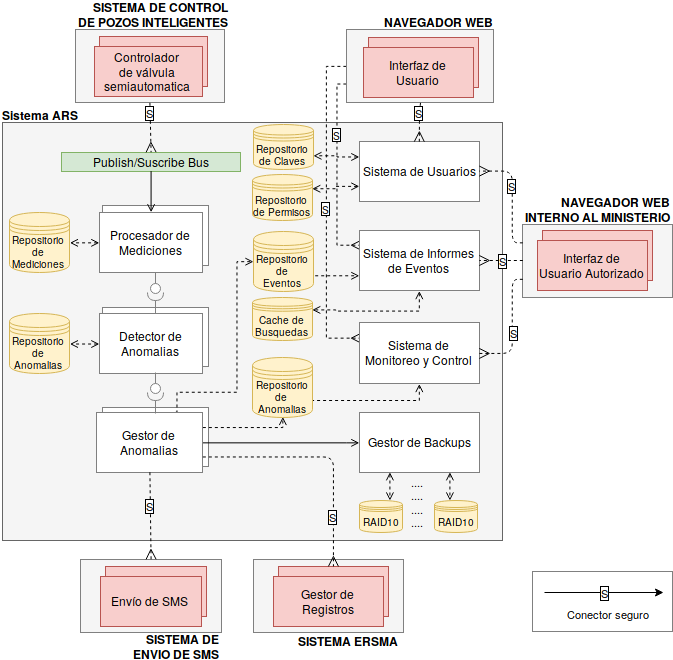 SISTEMA DE CONTROL
DE POZOS INTELIGENTES
Controlador
de válvula
semiautomatica
NAVEGADOR WEB
Interfaz de
Usuario
S
S
Sistema ARS
S
Publish/Suscribe Bus
Repositorio
de Claves
Sistema de Usuarios
Repositorio
de Permisos
S
S
NAVEGADOR WEB
INTERNO AL MINISTERIO
Procesador de
Mediciones
Repositorio
de
Mediciones
Repositorio
de
Eventos
Sistema de Informes
de Eventos
S
Interfaz de
Usuario Autorizado
Cache de
Busquedas
Detector de
Anomalias
Repositorio
de
Anomalias
Sistema de
Monitoreo y Control
S
Repositorio
de
Anomalias
Gestor de
Anomalias
Gestor de Backups
....
....
....
....
RAID10
RAID10
S
S
Envío de SMS
Gestor de
Registros
S
Conector seguro
SISTEMA DE
ENVIO DE SMS
SISTEMA ERSMA